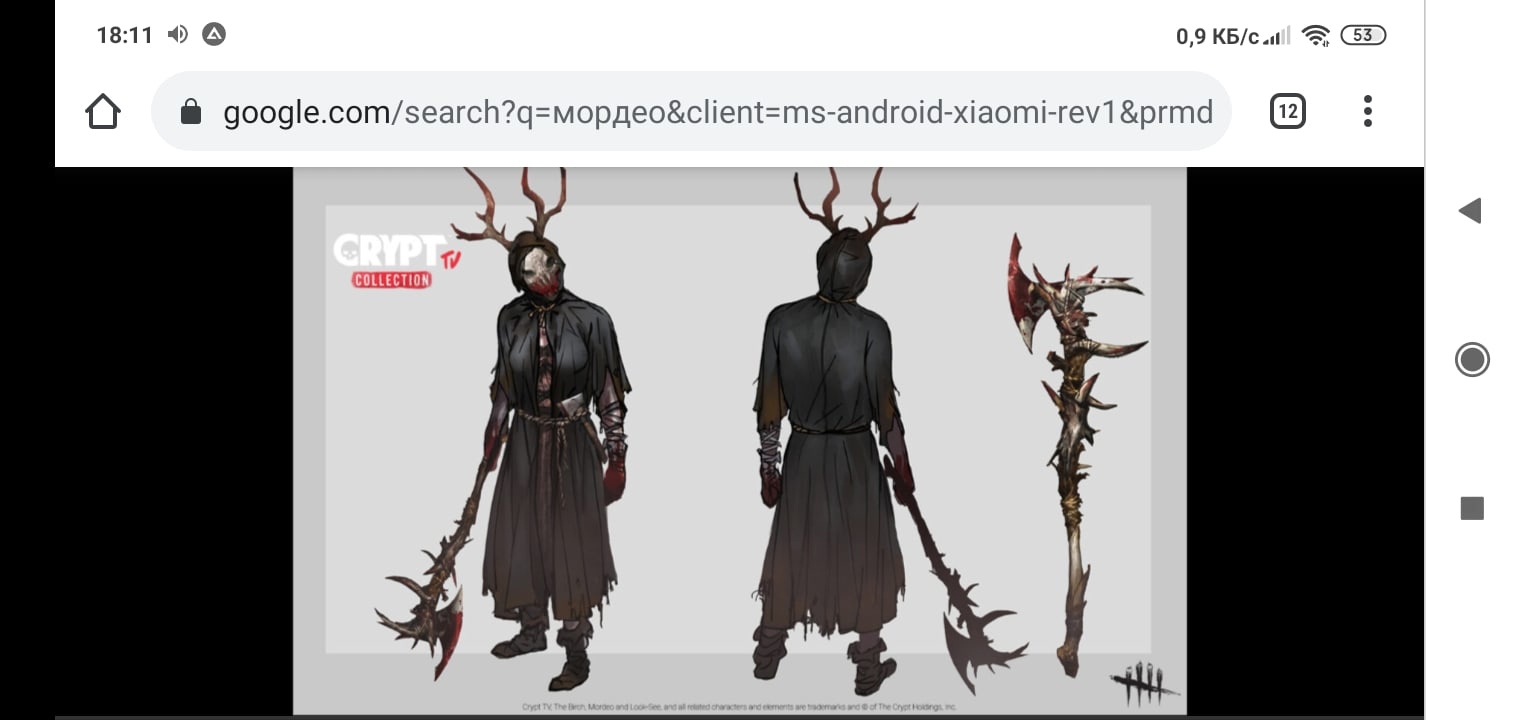 18:11
0,9 КБ/с
53
google.com/search?q=мордео&client=ms-android-xiaomi-rev1&prmd
12
CRYPT TV
COLLECTION
Crypt TV, The Birch, Mordeo and Look-See, and all related characters and elements are trademarks and © of The Crypt Holdings, Inc.